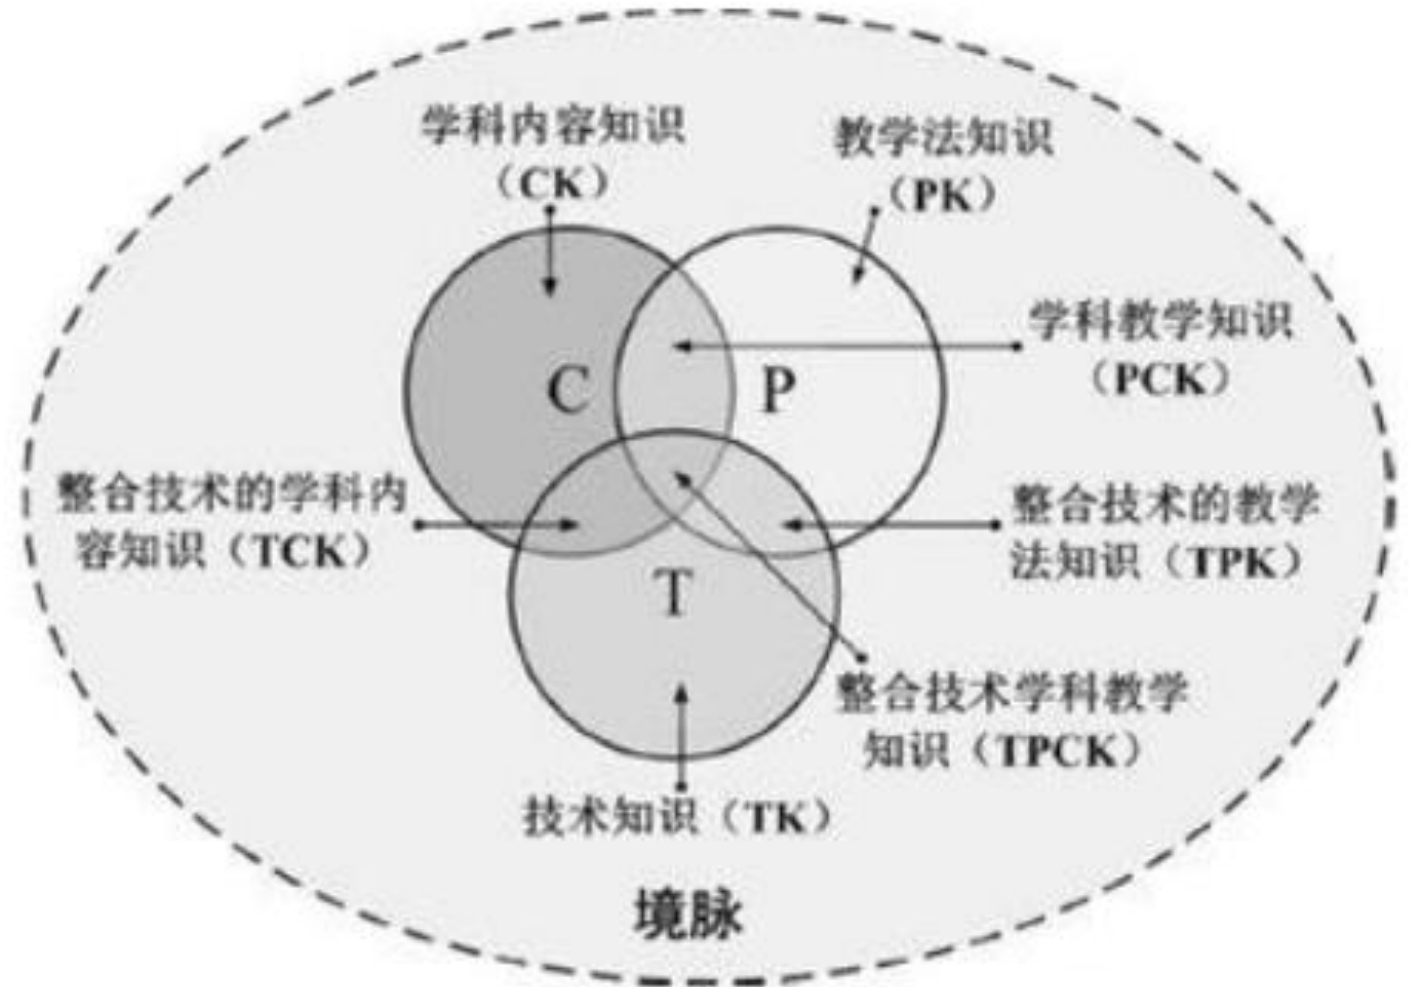 学科内容知识
（CK）
教学法知识
（PK）
学科教学知识
（PCK）
C
P
整合技术的学科内
容知识（TCK）
整合技术的教学
法知识（TPK）
T
整合技术学科教学
知识（TPCK）
技术知识（TK）
境脉